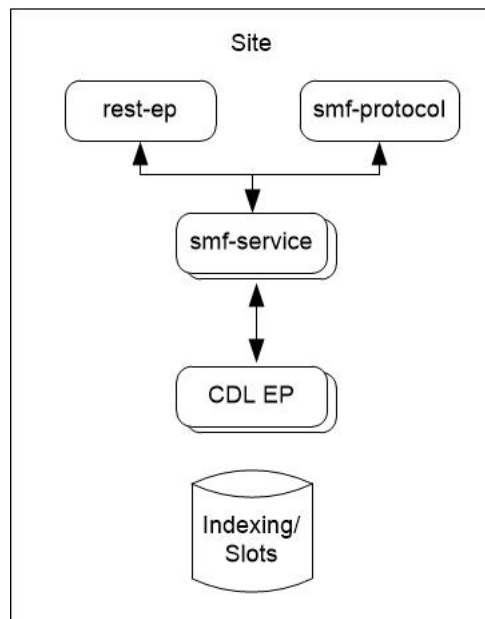 Site
rest-ep
smf-protocol
smf-service
CDL EP
Indexing/
Slots